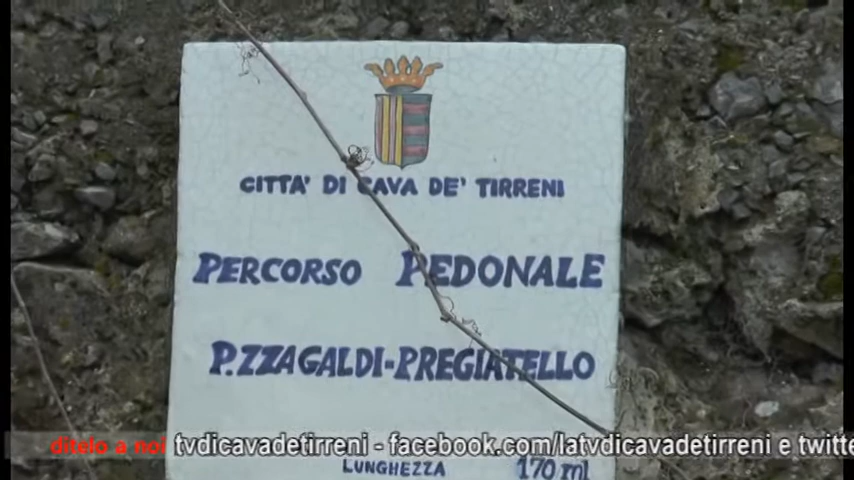 CITTA' DI CAVA DE' TIRRENI
PERCORSO PEDONALE
P.ZZA GALDI-PREGIATELLO
ditelo a noi tvdicavadetirreni - facebook.com/latvdicavadetirreni e twitte
LUNGHEZZA 170 ml